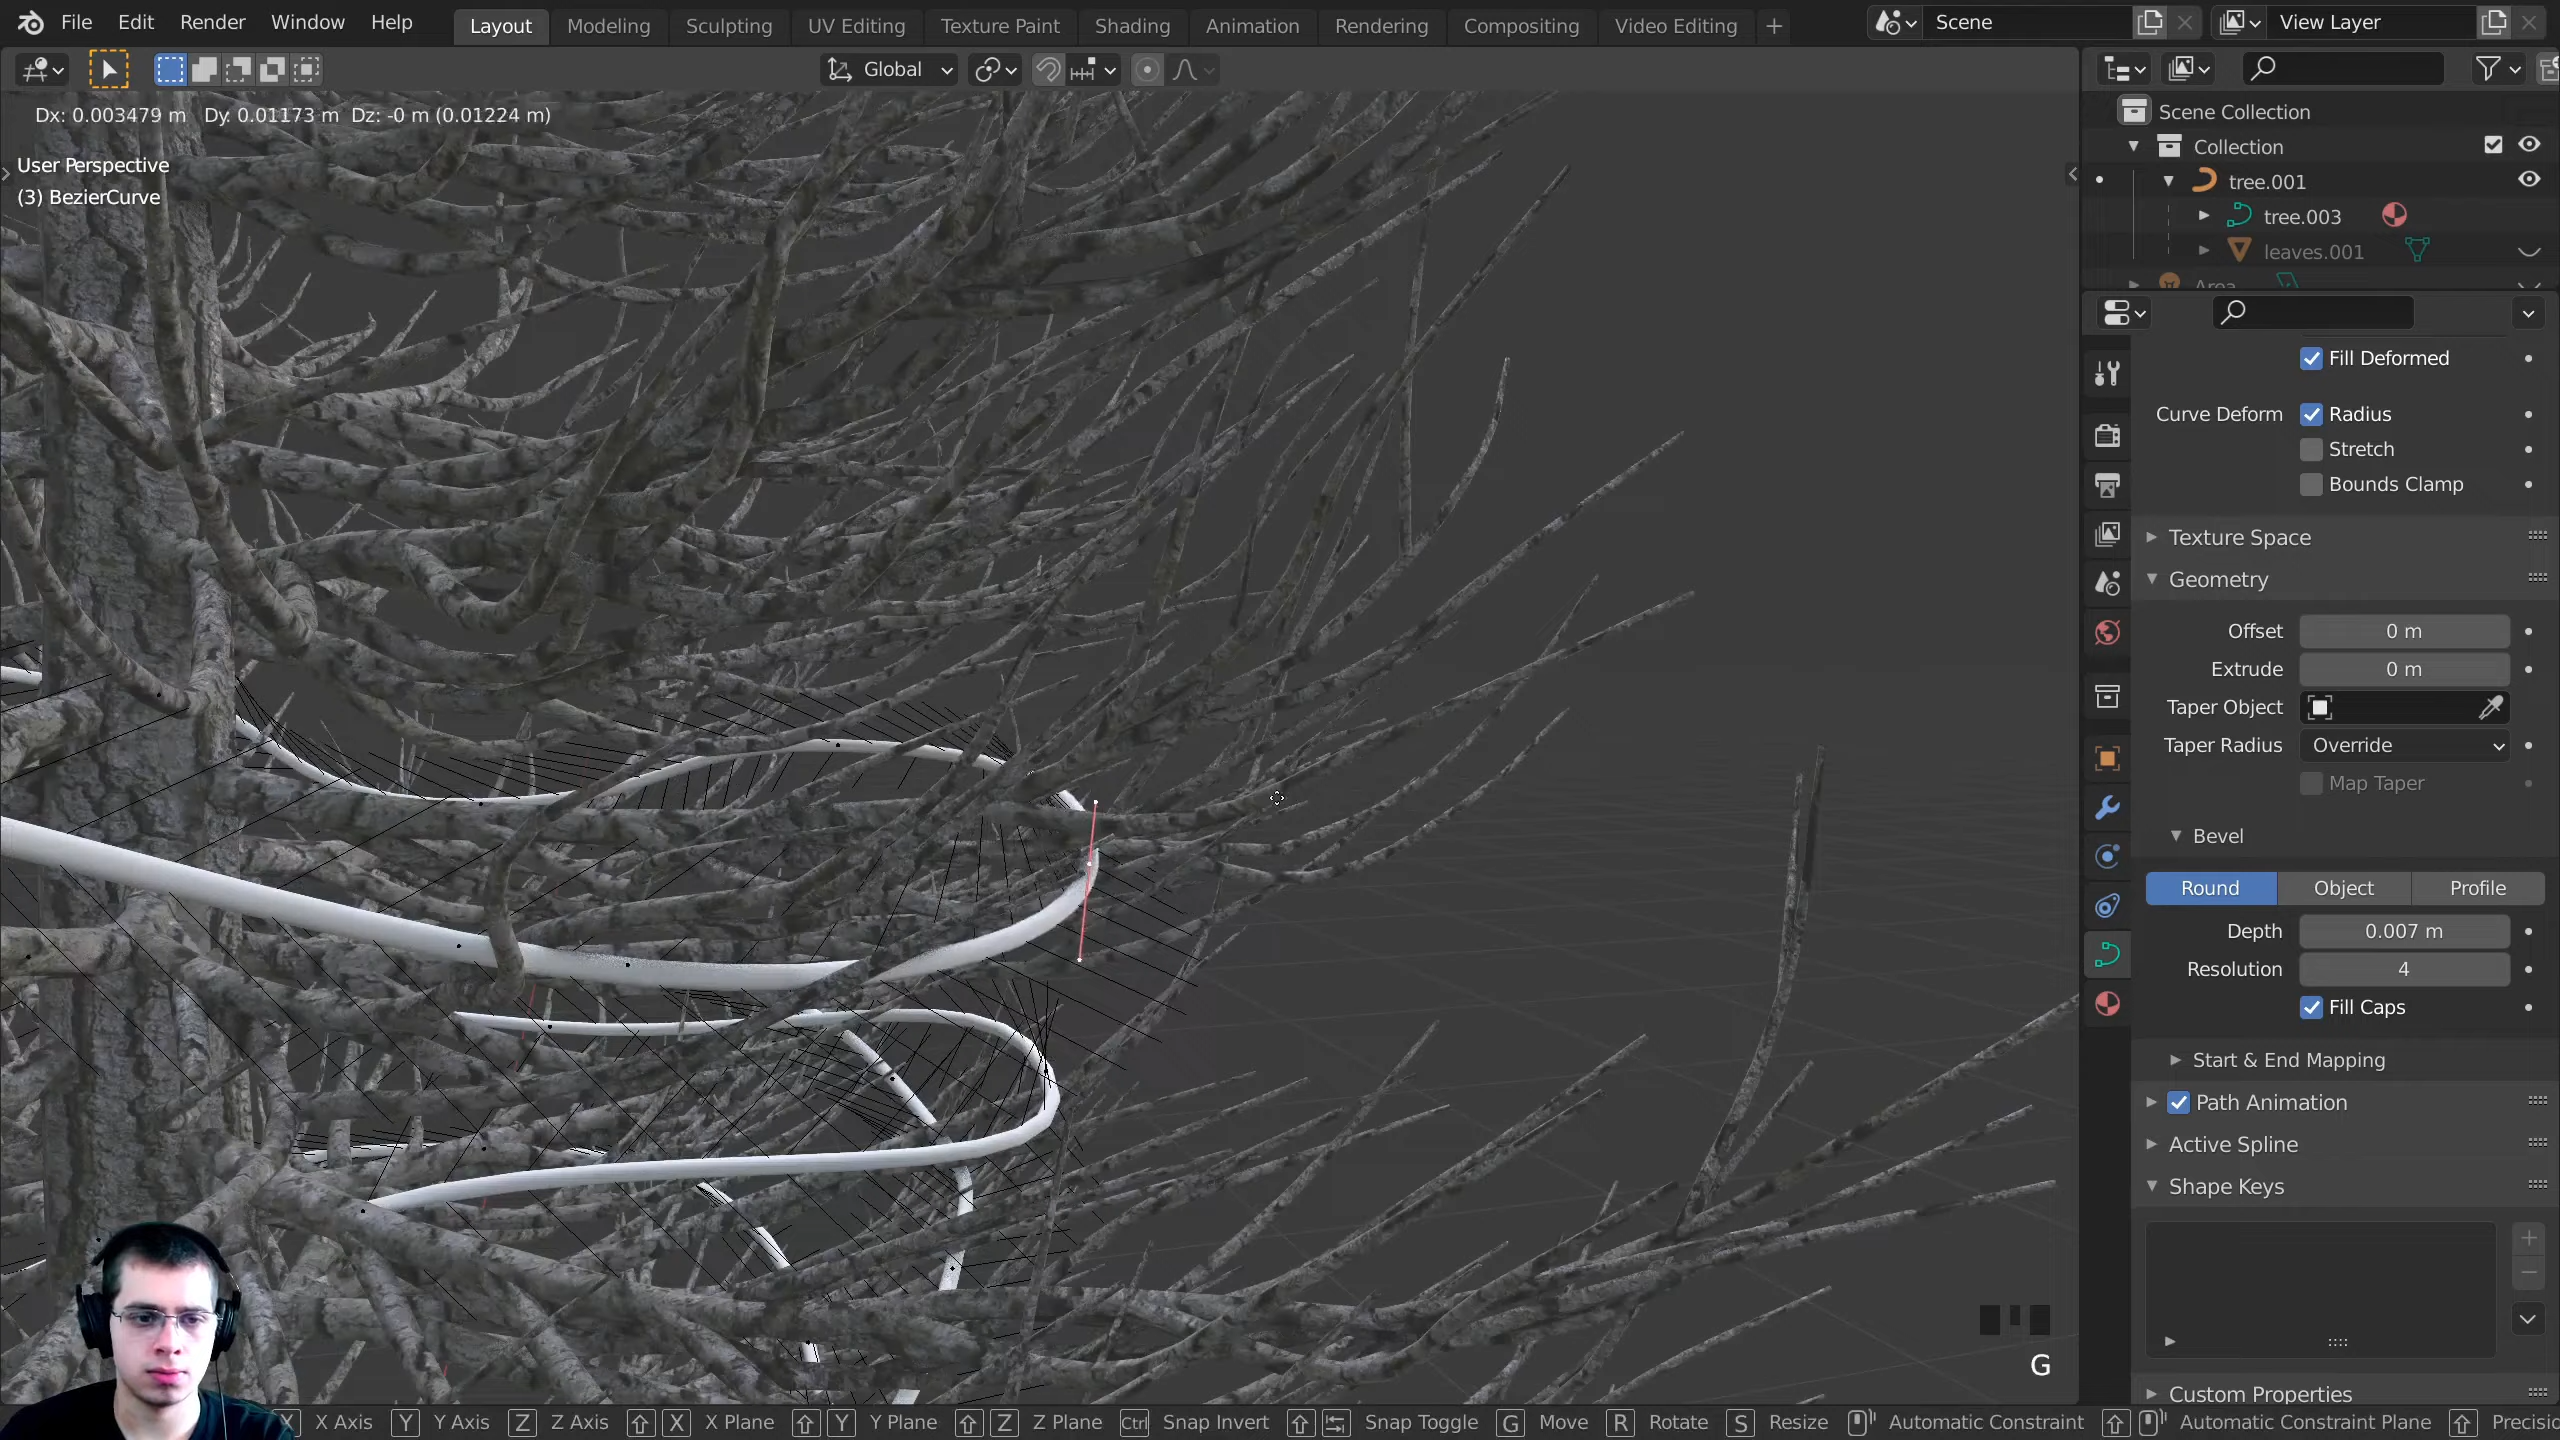 File Edit Render Window Help Layout Modeling Sculpting UV Editing Texture Paint Shading Animation Rendering Compositing Video Editing + Scene View Layer
Global
Dx: 0.003479 m Dy: 0.01173 m Dz: -0 m (0.01224 m)
User Perspective
(3) BezierCurve
Scene Collection
Collection
tree.001
tree.003
leaves.001
Area
Fill Deformed
Curve Deform Radius
Stretch
Bounds Clamp
Texture Space
Geometry
Offset 0 m
Extrude 0 m
Taper Object
Taper Radius Override
Map Taper
Bevel
Round Object Profile
Depth 0.007 m
Resolution 4
Fill Caps
Start & End Mapping
Path Animation
Active Spline
Shape Keys
G
Custom Properties
X X Axis Y Y Axis Z Z Axis X X Plane Y Y Plane Z Z Plane Ctrl Snap Invert Snap Toggle G Move R Rotate S Resize Automatic Constraint Automatic Constraint Plane Precisio